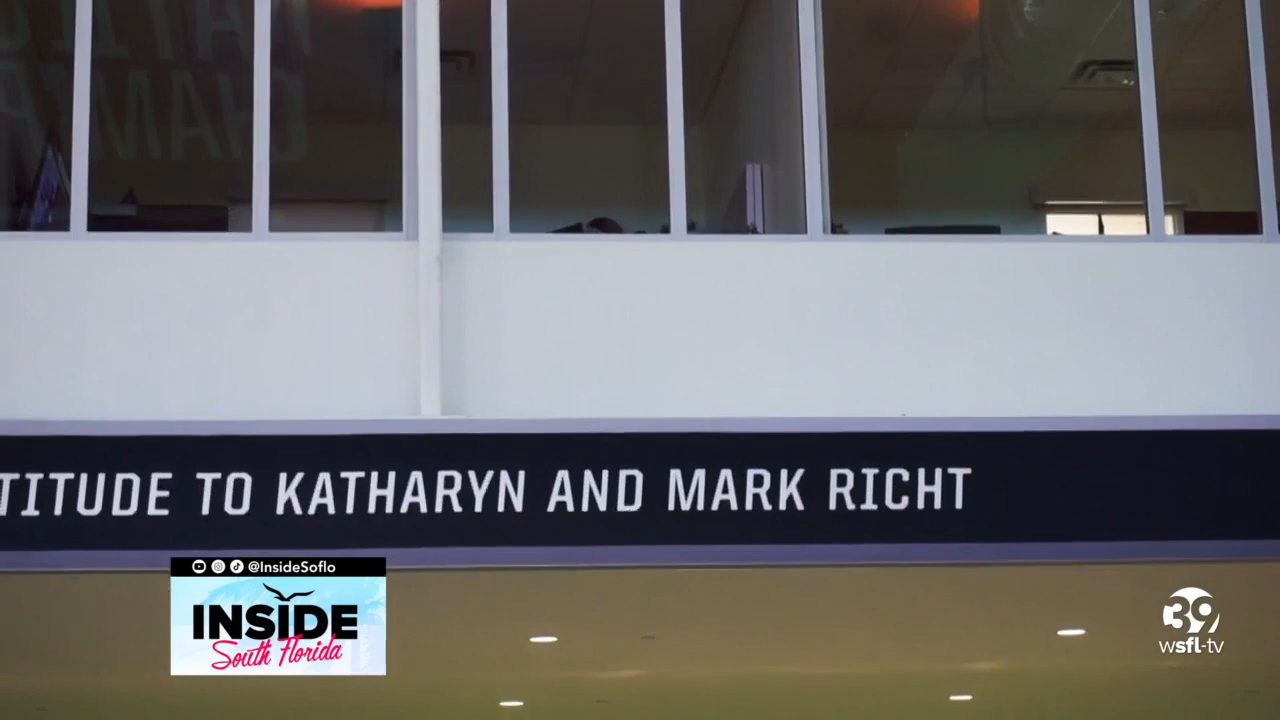 TITUDE TO KATHARYN AND MARK RICHT
@InsideSoflo
INSIDE
South Florida
39
wsfl-tv